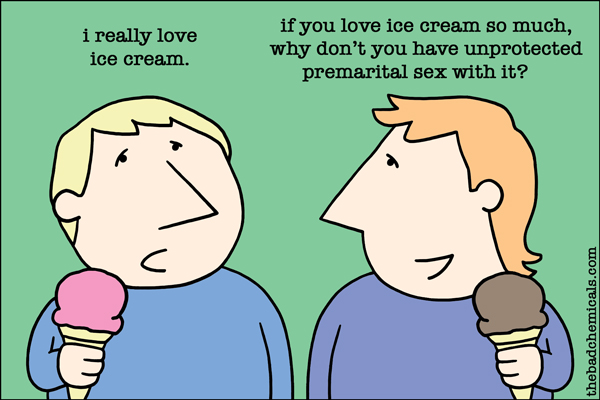 i really love
ice cream.
if you love ice cream so much,
why don't you have unprotected
premarital sex with it?
thebadchemicals.com